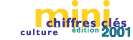 mini
chiffres clés
culture édition 2001